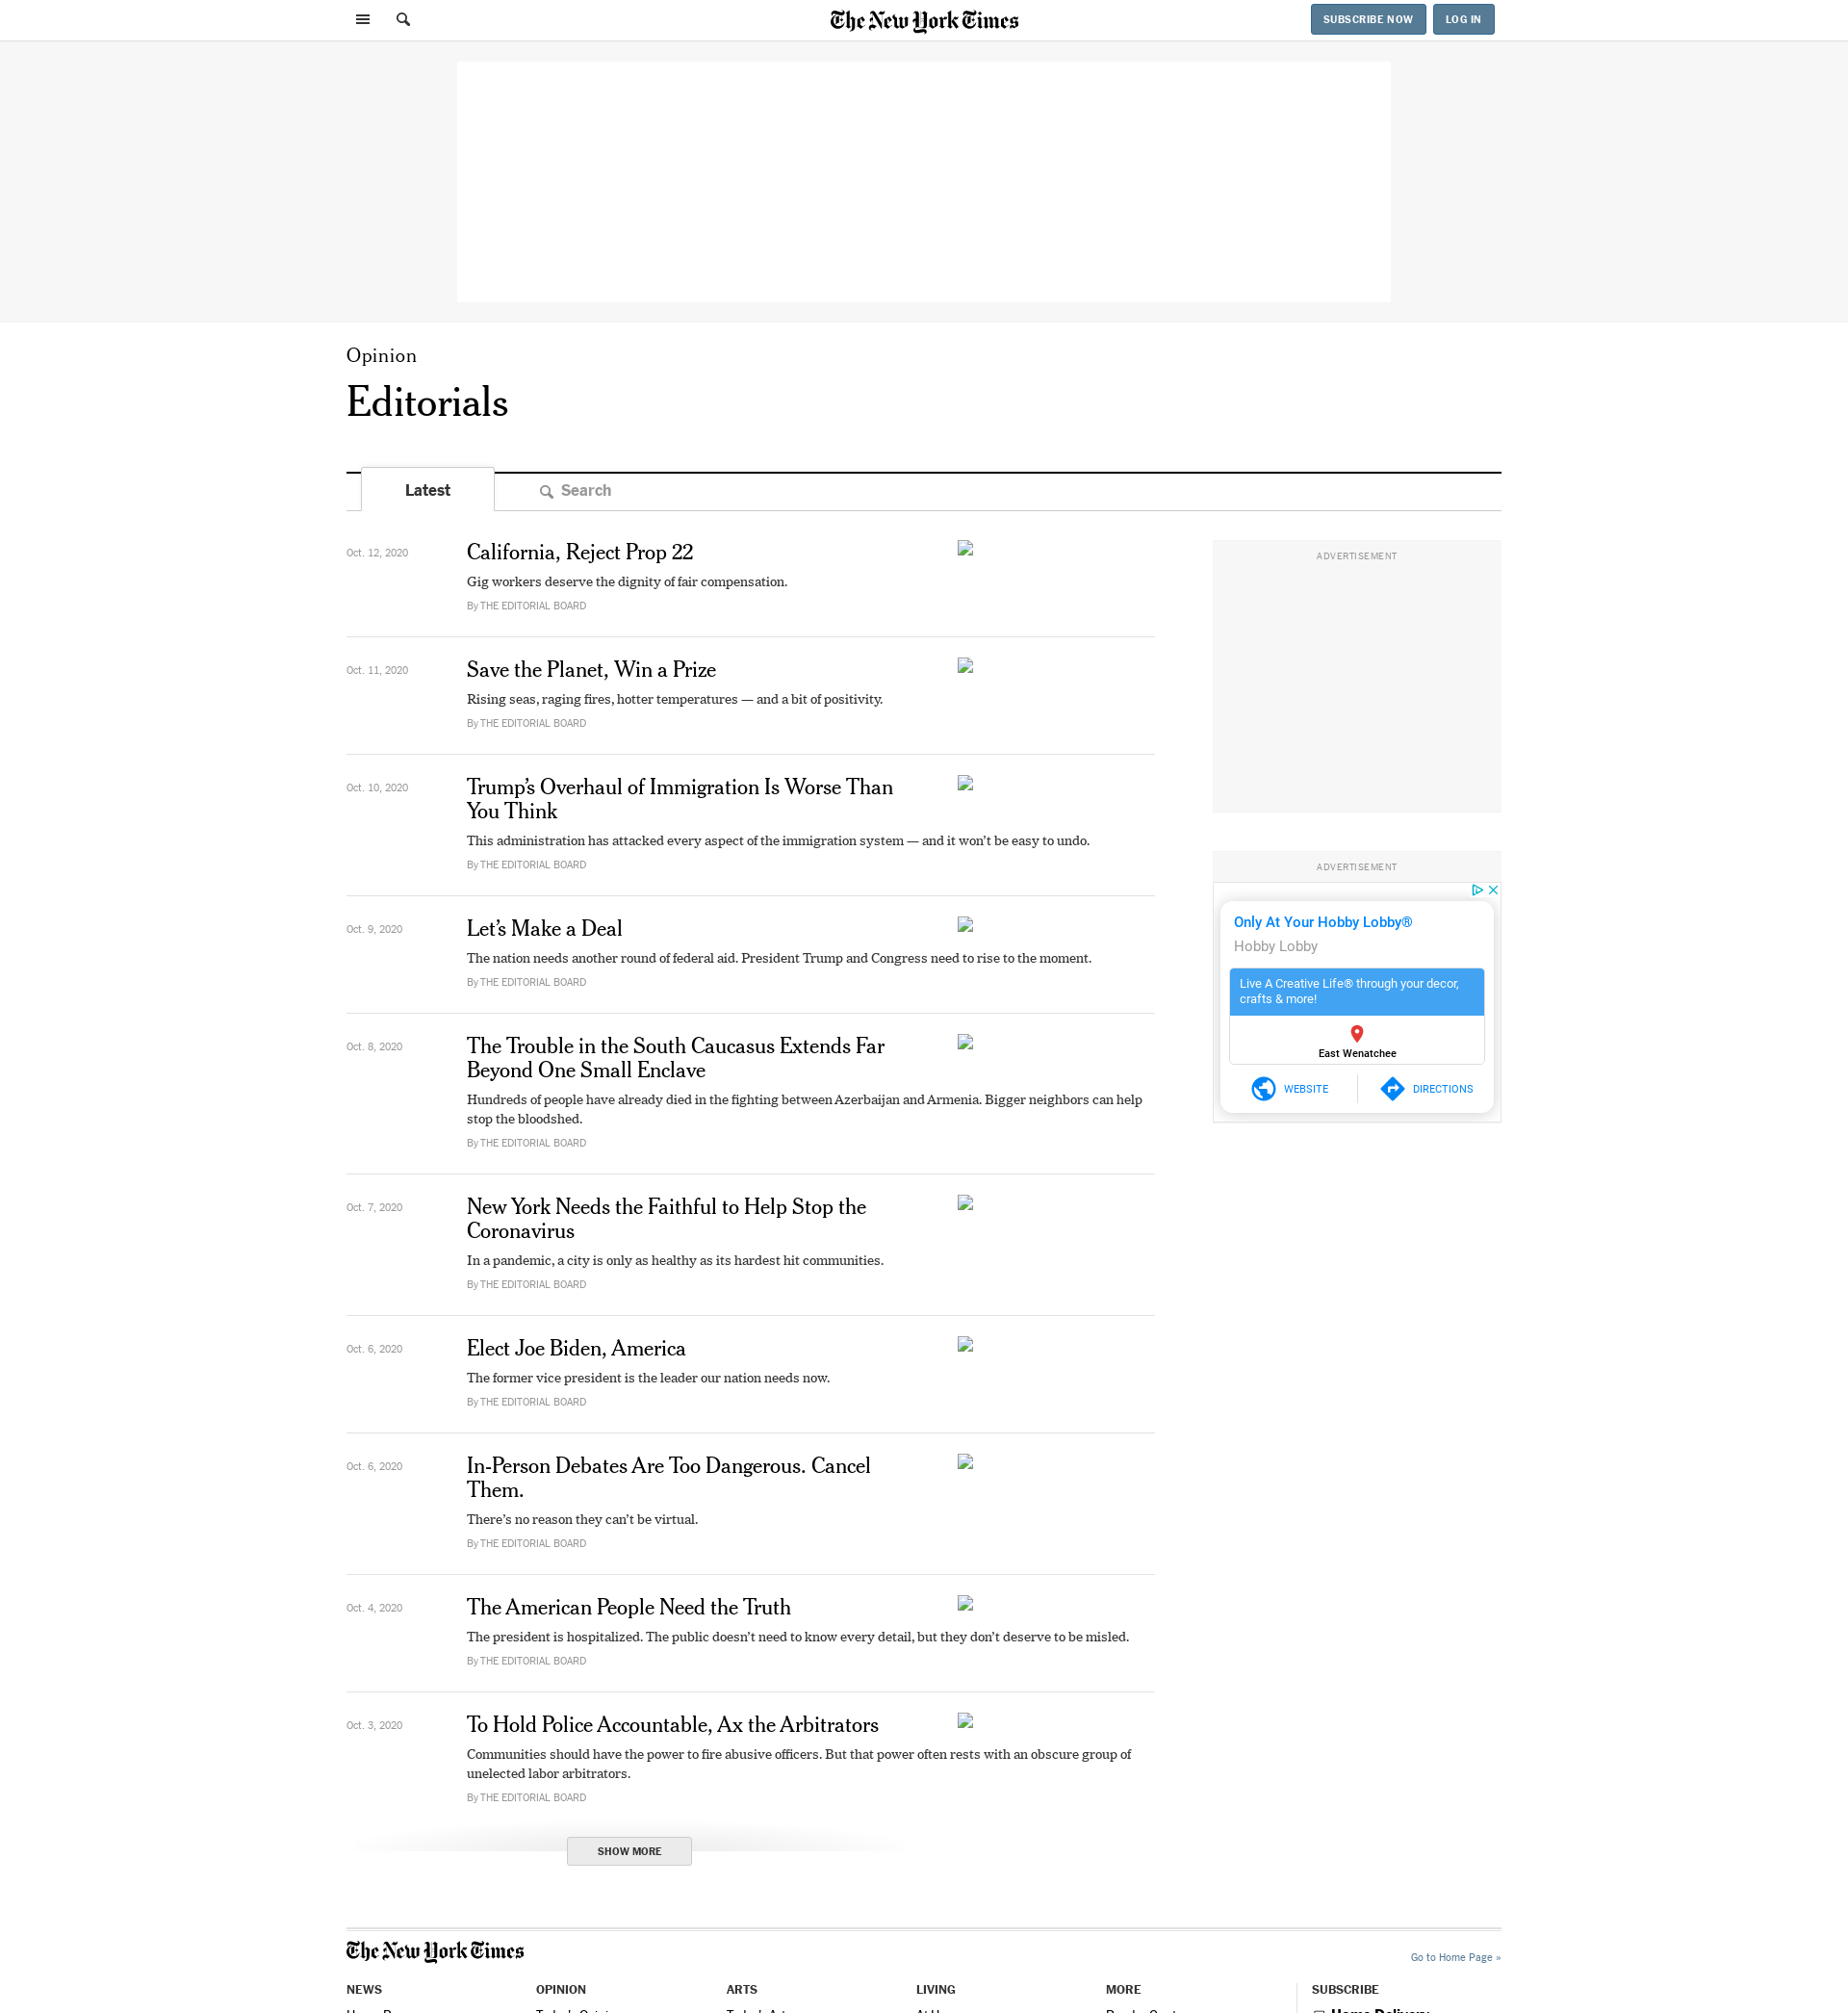 The New York Times
SUBSCRIBE NOW
LOG IN
Opinion
Editorials
Latest
Search
Oct. 12, 2020
California, Reject Prop 22
Gig workers deserve the dignity of fair compensation.
By THE EDITORIAL BOARD
Oct. 11, 2020
Save the Planet, Win a Prize
Rising seas, raging fires, hotter temperatures — and a bit of positivity.
By THE EDITORIAL BOARD
Oct. 10, 2020
Trump’s Overhaul of Immigration Is Worse Than
You Think
This administration has attacked every aspect of the immigration system — and it won’t be easy to undo.
By THE EDITORIAL BOARD
Oct. 9, 2020
Let’s Make a Deal
The nation needs another round of federal aid. President Trump and Congress need to rise to the moment.
By THE EDITORIAL BOARD
Oct. 8, 2020
The Trouble in the South Caucasus Extends Far
Beyond One Small Enclave
Hundreds of people have already died in the fighting between Azerbaijan and Armenia. Bigger neighbors can help
stop the bloodshed.
By THE EDITORIAL BOARD
Oct. 7, 2020
New York Needs the Faithful to Help Stop the
Coronavirus
In a pandemic, a city is only as healthy as its hardest hit communities.
By THE EDITORIAL BOARD
Oct. 6, 2020
Elect Joe Biden, America
The former vice president is the leader our nation needs now.
By THE EDITORIAL BOARD
Oct. 6, 2020
In-Person Debates Are Too Dangerous. Cancel
Them.
There’s no reason they can’t be virtual.
By THE EDITORIAL BOARD
Oct. 4, 2020
The American People Need the Truth
The president is hospitalized. The public doesn’t need to know every detail, but they don’t deserve to be misled.
By THE EDITORIAL BOARD
Oct. 3, 2020
To Hold Police Accountable, Ax the Arbitrators
Communities should have the power to fire abusive officers. But that power often rests with an obscure group of
unelected labor arbitrators.
By THE EDITORIAL BOARD
SHOW MORE
ADVERTISEMENT
ADVERTISEMENT
Only At Your Hobby Lobby®
Hobby Lobby
Live A Creative Life® through your decor,
crafts & more!
East Wenatchee
WEBSITE
DIRECTIONS
The New York Times
Go to Home Page »
NEWS
OPINION
ARTS
LIVING
MORE
SUBSCRIBE
Home Delivery